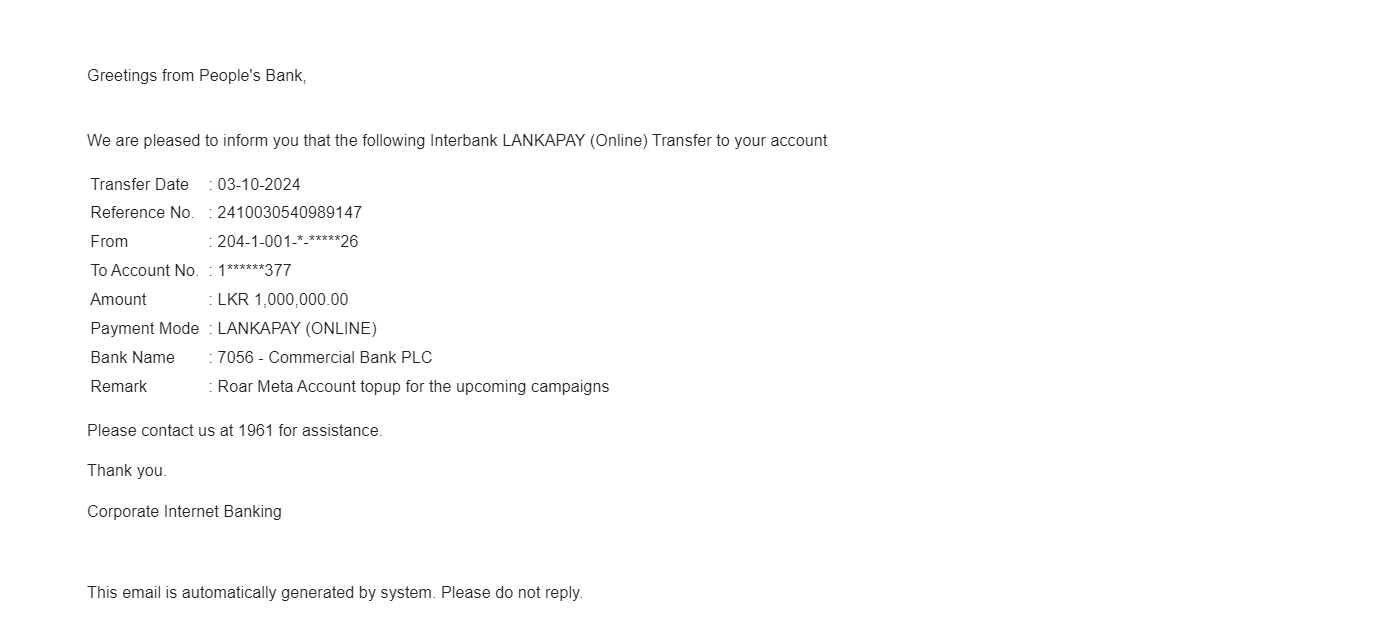 Greetings from People's Bank,
We are pleased to inform you that the following Interbank LANKAPAY (Online) Transfer to your account
Transfer Date : 03-10-2024
Reference No. : 2410030540989147
From : 204-1-001-*-*****26
To Account No. : 1******377
Amount : LKR 1,000,000.00
Payment Mode : LANKAPAY (ONLINE)
Bank Name : 7056 - Commercial Bank PLC
Remark : Roar Meta Account topup for the upcoming campaigns
Please contact us at 1961 for assistance.
Thank you.
Corporate Internet Banking
This email is automatically generated by system. Please do not reply.